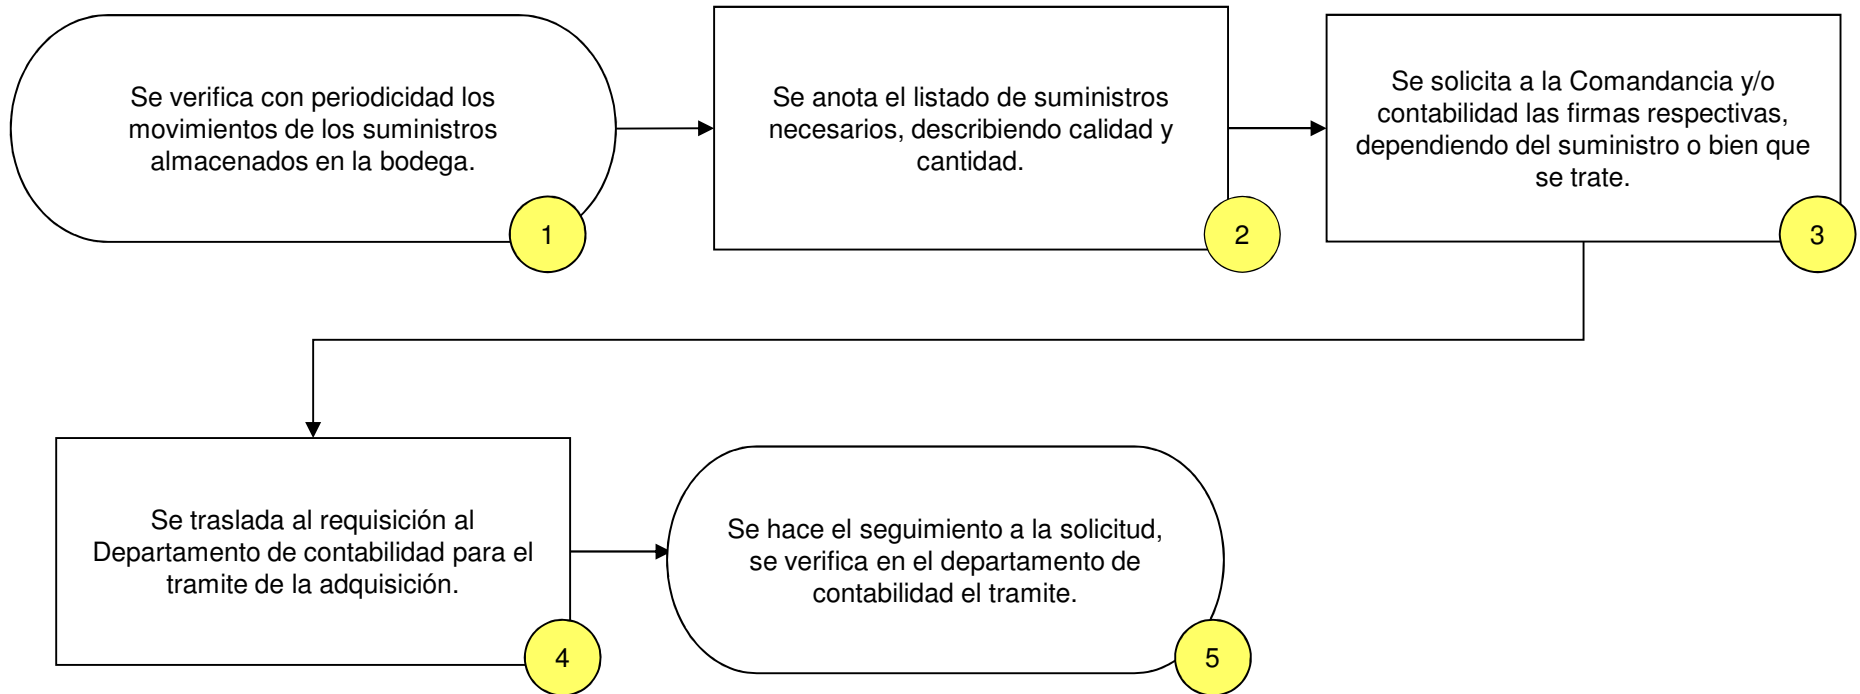 Se verifica con periodicidad los
movimientos de los suministros
almacenados en la bodega.
1
Se anota el listado de suministros
necesarios, describiendo calidad y
cantidad.
2
Se solicita a la Comandancia y/o
contabilidad las firmas respectivas,
dependiendo del suministro o bien que
se trate.
3
Se traslada al requisición al
Departamento de contabilidad para el
tramite de la adquisición.
4
Se hace el seguimiento a la solicitud,
se verifica en el departamento de
contabilidad el tramite.
5